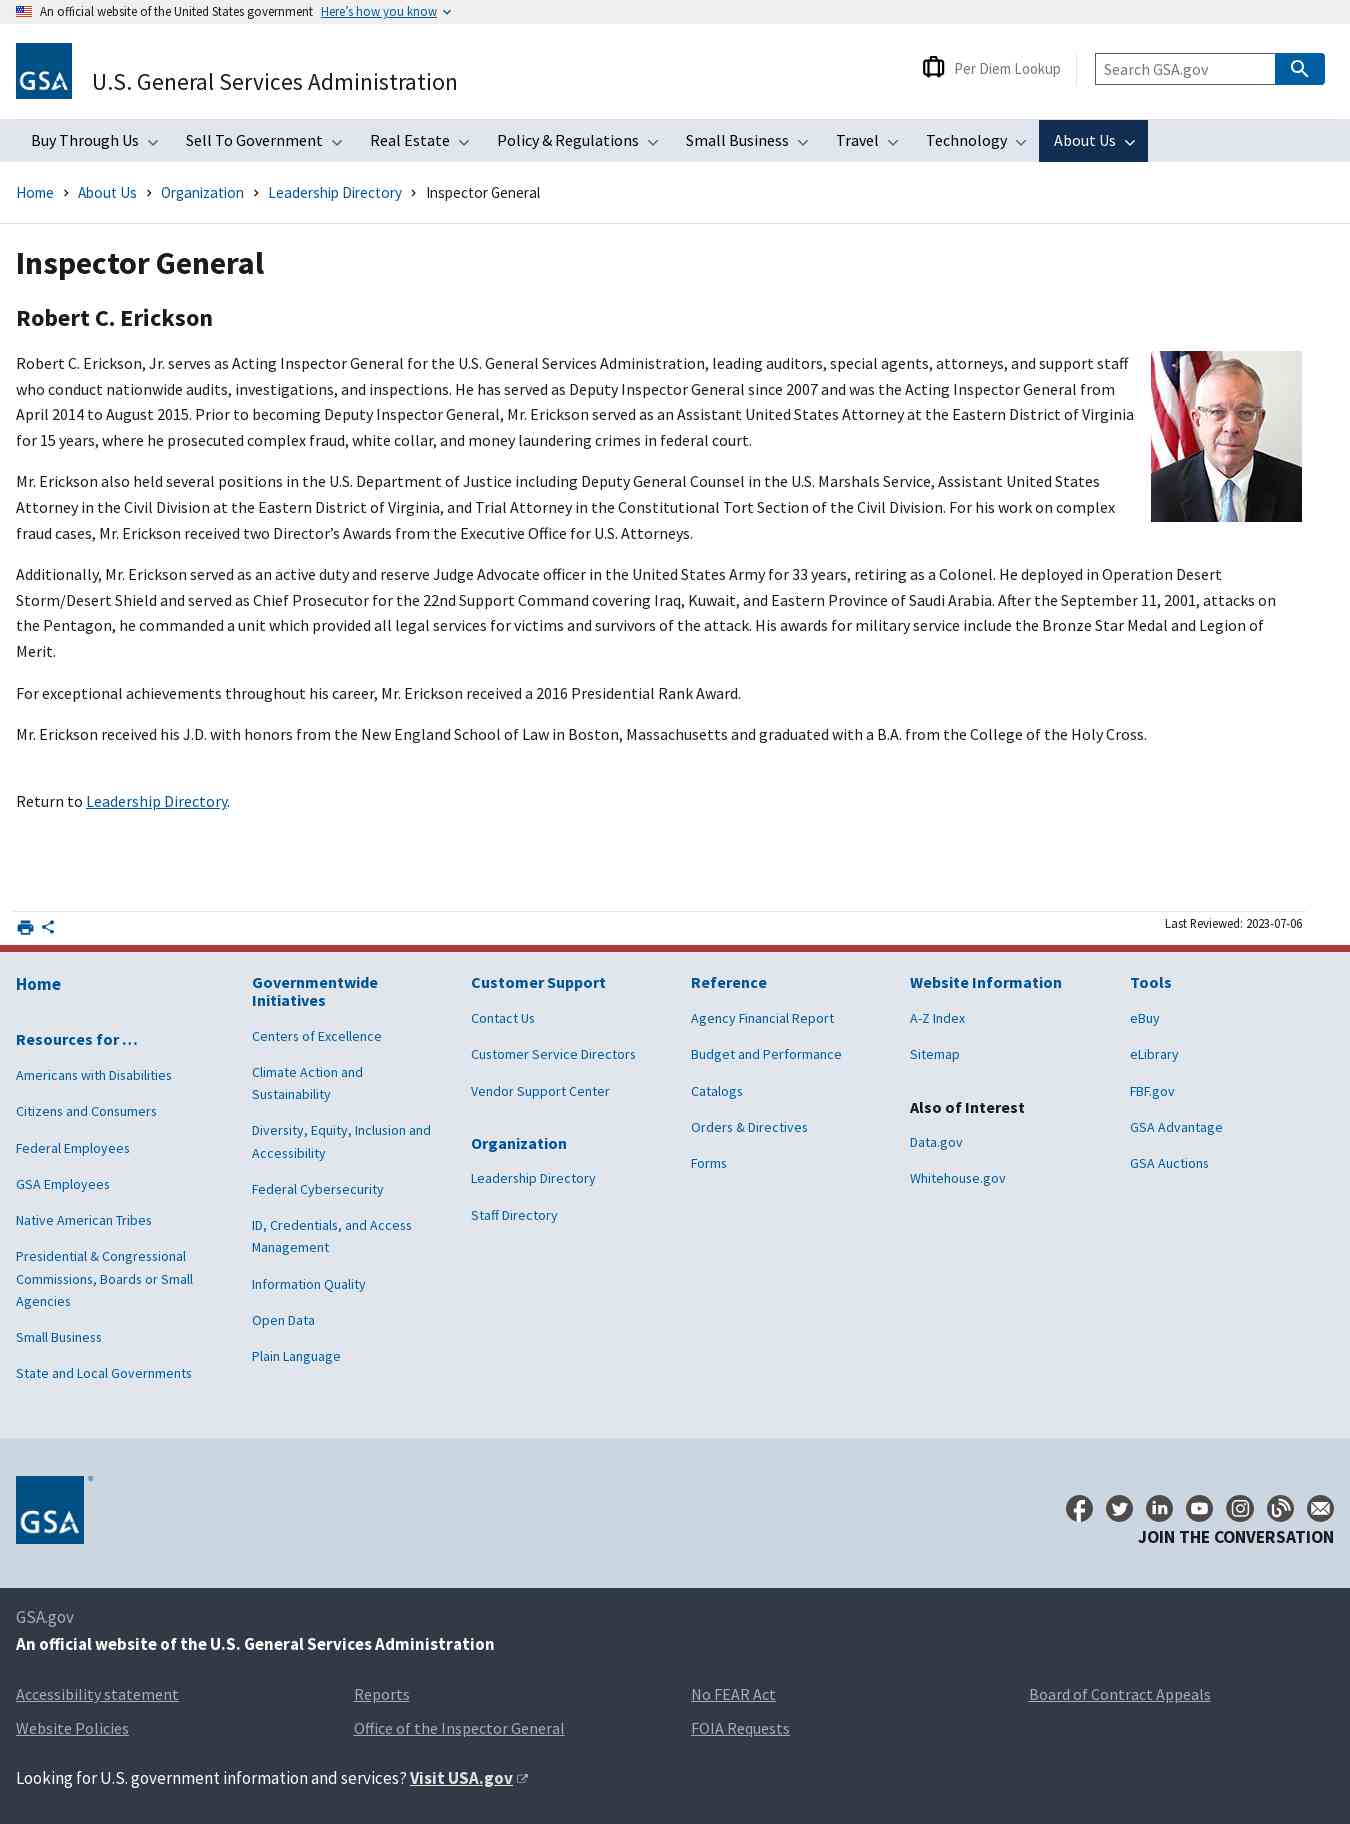 An official website of the United States government Here's how you know
GSA
U.S. General Services Administration
Per Diem Lookup
Search GSA.gov
Buy Through Us Sell To Government Real Estate Policy & Regulations Small Business Travel Technology About Us
Home > About Us > Organization > Leadership Directory > Inspector General
Inspector General
Robert C. Erickson
Robert C. Erickson, Jr. serves as Acting Inspector General for the U.S. General Services Administration, leading auditors, special agents, attorneys, and support staff
who conduct nationwide audits, investigations, and inspections. He has served as Deputy Inspector General since 2007 and was the Acting Inspector General from
April 2014 to August 2015. Prior to becoming Deputy Inspector General, Mr. Erickson served as an Assistant United States Attorney at the Eastern District of Virginia
for 15 years, where he prosecuted complex fraud, white collar, and money laundering crimes in federal court.
Mr. Erickson also held several positions in the U.S. Department of Justice including Deputy General Counsel in the U.S. Marshals Service, Assistant United States
Attorney in the Civil Division at the Eastern District of Virginia, and Trial Attorney in the Constitutional Tort Section of the Civil Division. For his work on complex
fraud cases, Mr. Erickson received two Director’s Awards from the Executive Office for U.S. Attorneys.
Additionally, Mr. Erickson served as an active duty and reserve Judge Advocate officer in the United States Army for 33 years, retiring as a Colonel. He deployed in Operation Desert
Storm/Desert Shield and served as Chief Prosecutor for the 22nd Support Command covering Iraq, Kuwait, and Eastern Province of Saudi Arabia. After the September 11, 2001, attacks on
the Pentagon, he commanded a unit which provided all legal services for victims and survivors of the attack. His awards for military service include the Bronze Star Medal and Legion of
Merit.
For exceptional achievements throughout his career, Mr. Erickson received a 2016 Presidential Rank Award.
Mr. Erickson received his J.D. with honors from the New England School of Law in Boston, Massachusetts and graduated with a B.A. from the College of the Holy Cross.
Return to Leadership Directory.
Last Reviewed: 2023-07-06
Home
Resources for …
Americans with Disabilities
Citizens and Consumers
Federal Employees
GSA Employees
Native American Tribes
Presidential & Congressional
Commissions, Boards or Small
Agencies
Small Business
State and Local Governments
Governmentwide
Initiatives
Centers of Excellence
Climate Action and
Sustainability
Diversity, Equity, Inclusion and
Accessibility
Federal Cybersecurity
ID, Credentials, and Access
Management
Information Quality
Open Data
Plain Language
Customer Support
Contact Us
Customer Service Directors
Vendor Support Center
Organization
Leadership Directory
Staff Directory
Reference
Agency Financial Report
Budget and Performance
Catalogs
Orders & Directives
Forms
Website Information
A-Z Index
Sitemap
Also of Interest
Data.gov
Whitehouse.gov
Tools
eBuy
eLibrary
FBF.gov
GSA Advantage
GSA Auctions
GSA ®
JOIN THE CONVERSATION
GSA.gov
An official website of the U.S. General Services Administration
Accessibility statement Reports No FEAR Act Board of Contract Appeals
Website Policies Office of the Inspector General FOIA Requests
Looking for U.S. government information and services? Visit USA.gov